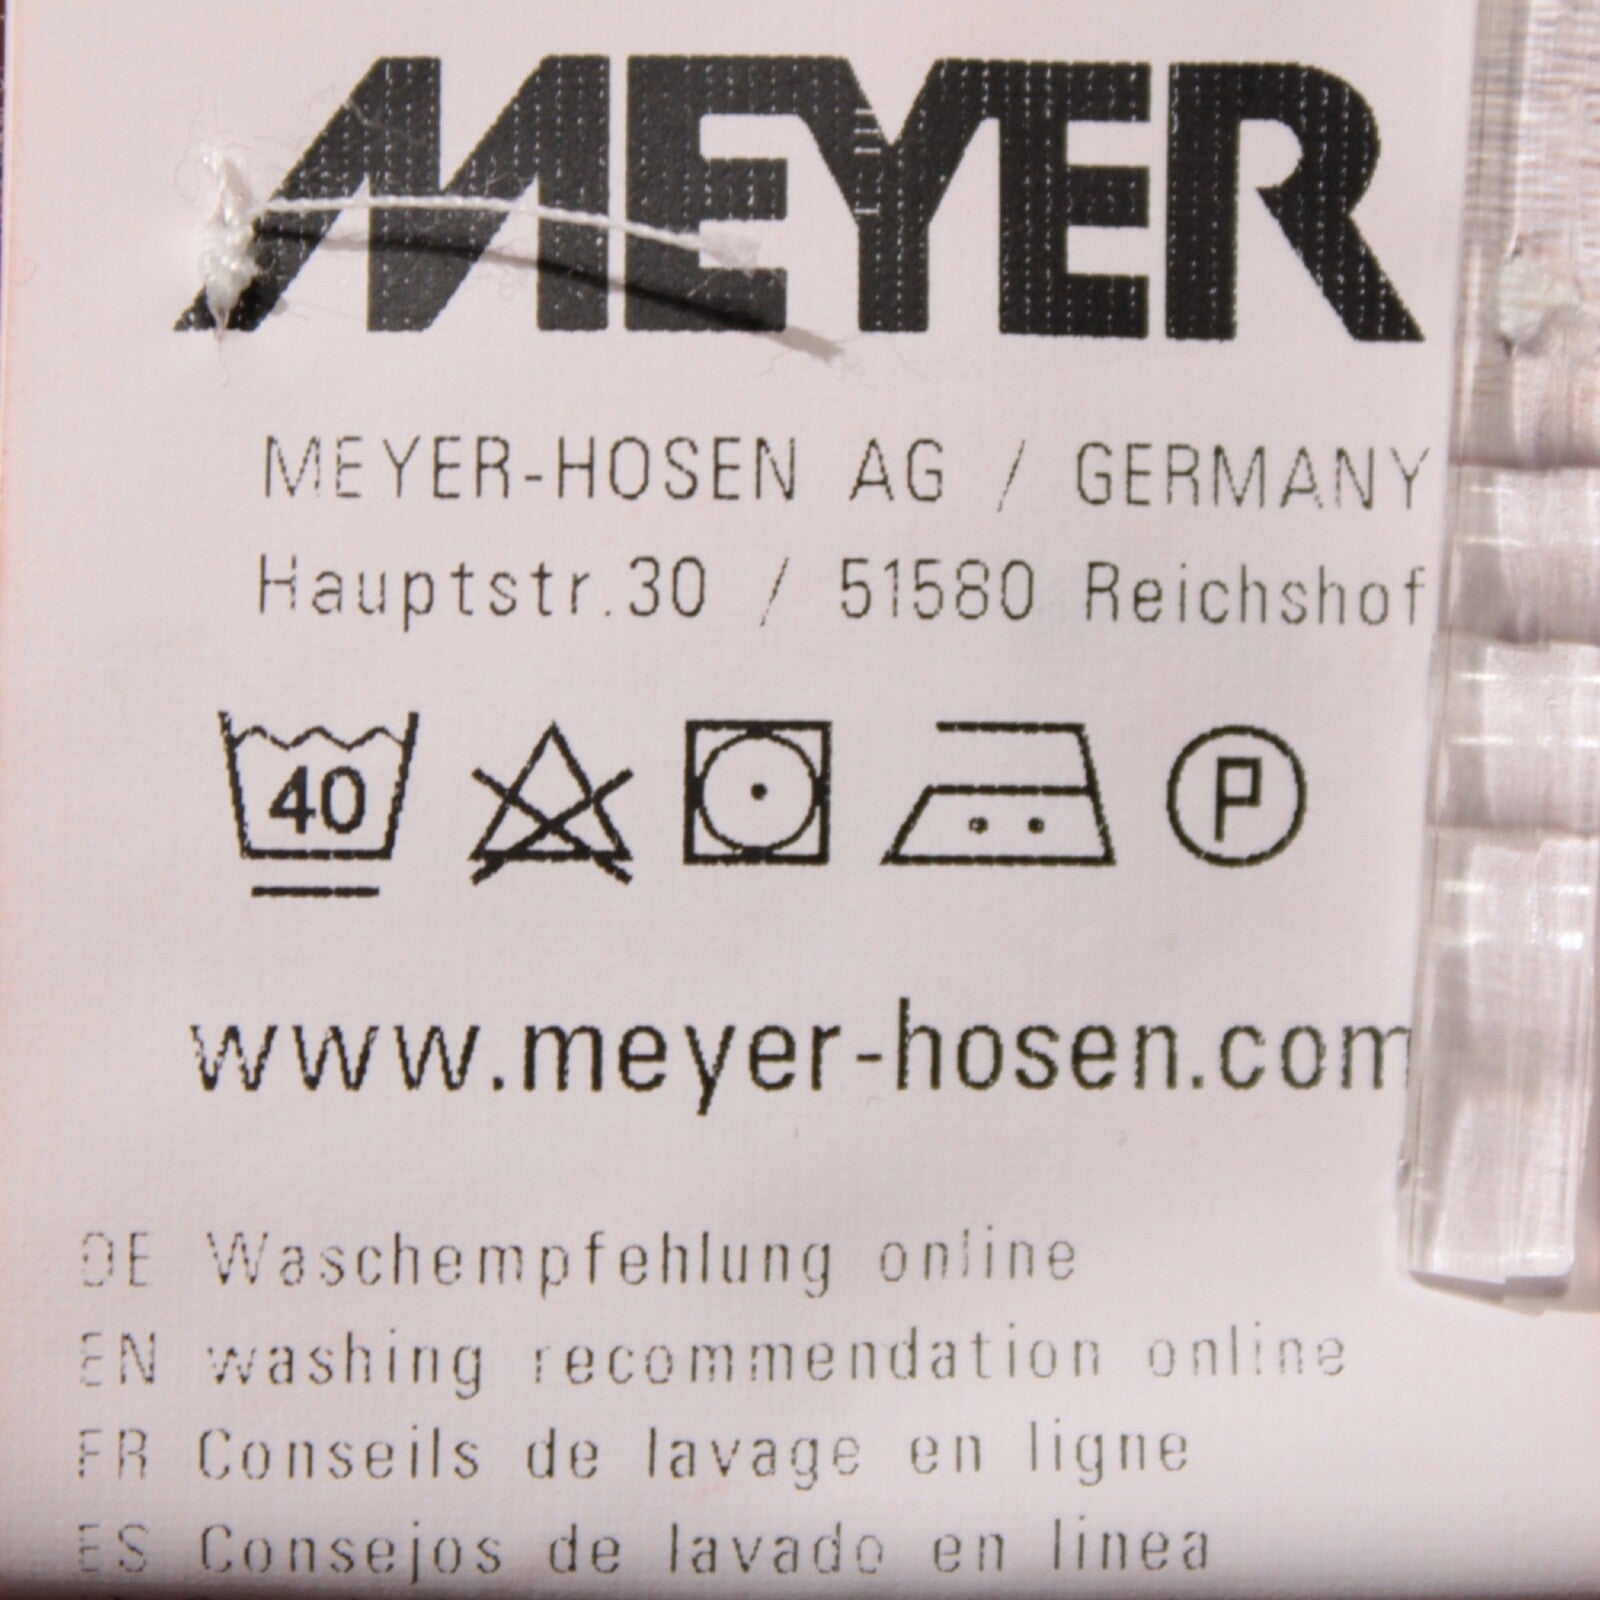 MEYER
MEYER-HOSEN AG / GERMANY
Hauptstr.30 / 51580 Reichshof
40
P
www.meyer-hosen.com
DE Waschempfehlung online
EN washing recommendation online
FR Conseils de lavage en ligne
ES Consejos de lavado en linea